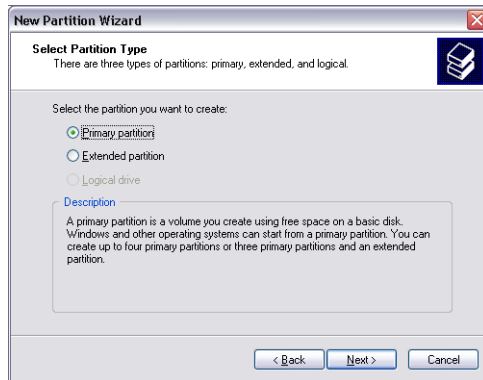 New Partition Wizard
Select Partition Type
There are three types of partitions: primary, extended, and logical.
Select the partition you want to create:
Primary partition
Extended partition
Logical drive
Description
A primary partition is a volume you create using free space on a basic disk.
Windows and other operating systems can start from a primary partition. You can
create up to four primary partitions or three primary partitions and an extended
partition.
< Back
Next >
Cancel